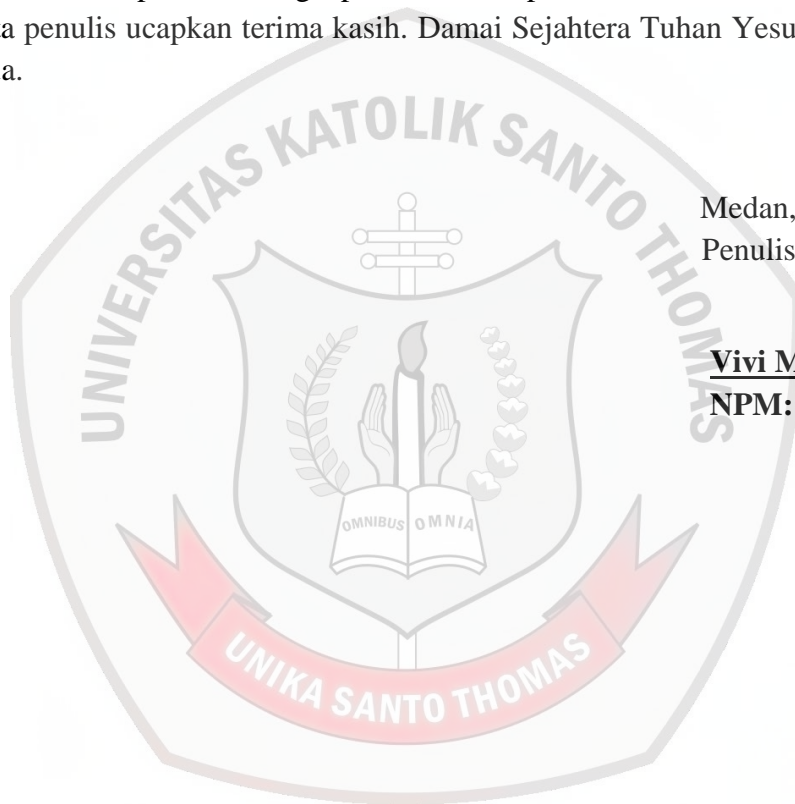 penulis ucapkan terima kasih. Damai Sejahtera Tuhan Yesu
UNIVERSITAS KATOLIK SANTO THOMAS
Medan,
Penulis
Vivi M
NPM:
OMNIBUS OMNIA
UNIKA SANTO THOMAS